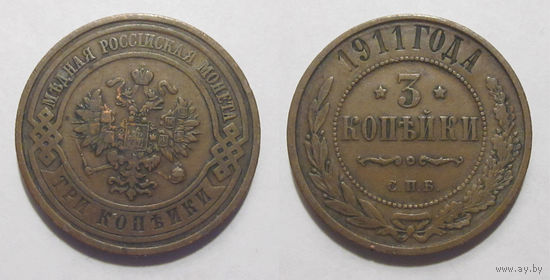 МѢДНАЯ РОССІЙСКАЯ МОНЕТА
ТРИ КОПѢЙКИ
1911 ГОДА
3
КОПѢЙКИ
С.П.Б.
www.ay.by